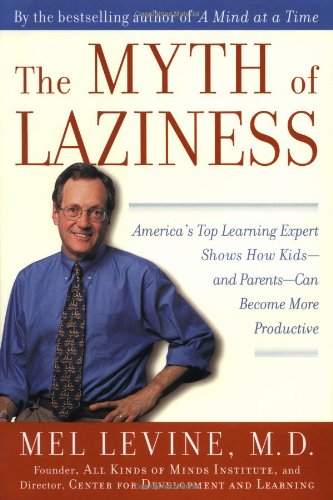 By the bestselling author of A Mind at a Time
The MYTH of
LAZINESS
America's Top Learning Expert
Shows How Kids—
and Parents—Can
Become More
Productive
MEL LEVINE, M.D.
Founder, ALL KINDS OF MINDS INSTITUTE, and
Director, CENTER FOR DEVELOPMENT AND LEARNING